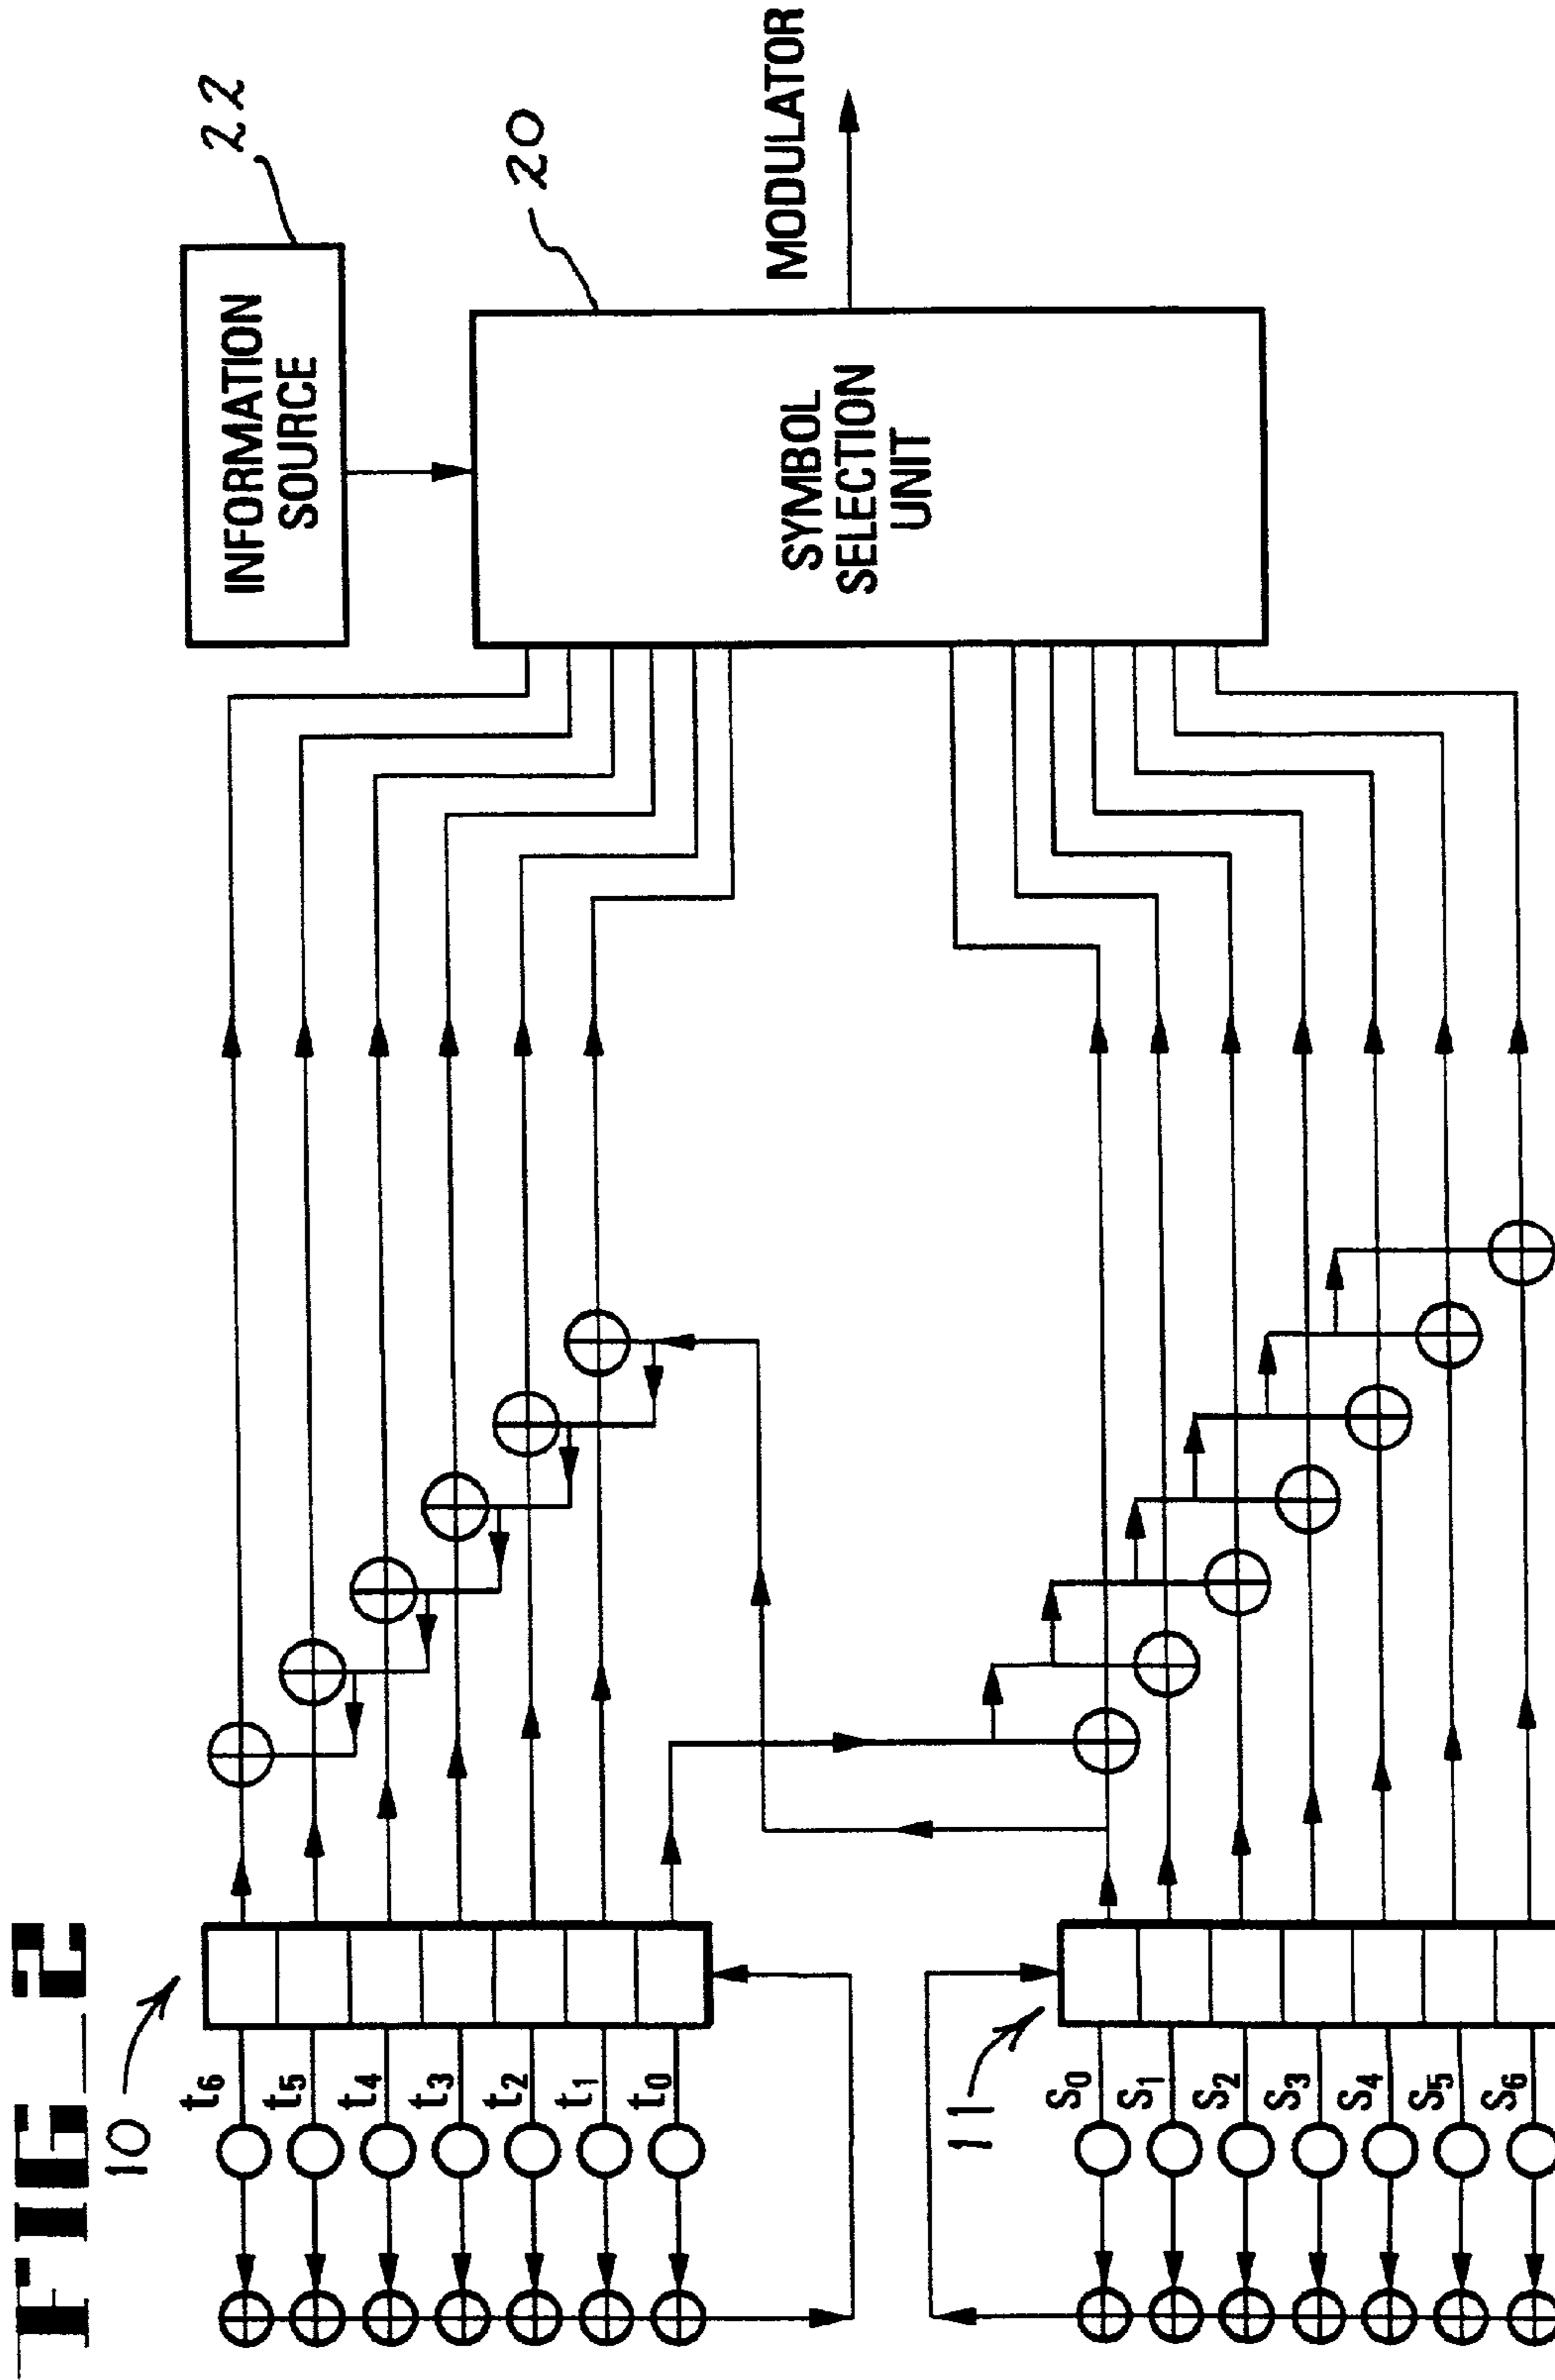 FIG_2
10
t6
t5
t4
t3
t2
t1
t0
11
S0
S1
S2
S3
S4
S5
S6
INFORMATION
SOURCE
22
SYMBOL
SELECTION
UNIT
20
MODULATOR